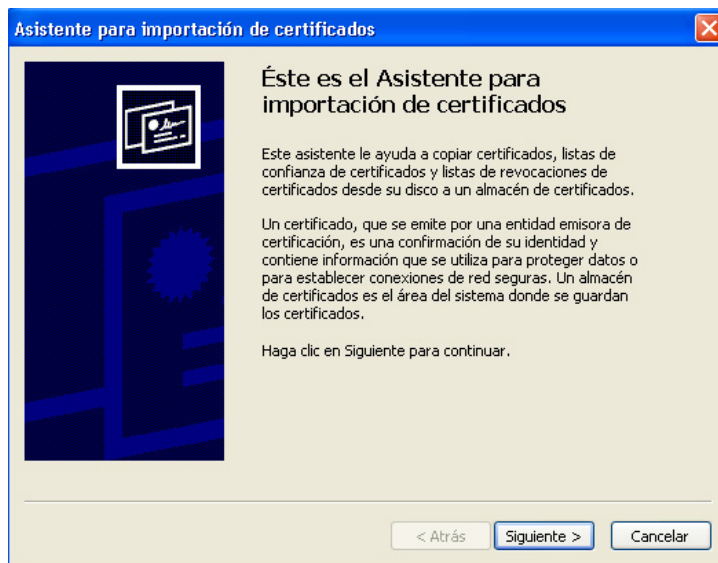 Asistente para importación de certificados
Éste es el Asistente para
importación de certificados
Este asistente le ayuda a copiar certificados, listas de
confianza de certificados y listas de revocaciones de
certificados desde su disco a un almacén de certificados.
Un certificado, que se emite por una entidad emisora de
certificación, es una confirmación de su identidad y
contiene información que se utiliza para proteger datos o
para establecer conexiones de red seguras. Un almacén
de certificados es el área del sistema donde se guardan
los certificados.
Haga clic en Siguiente para continuar.
< Atrás Siguiente > Cancelar